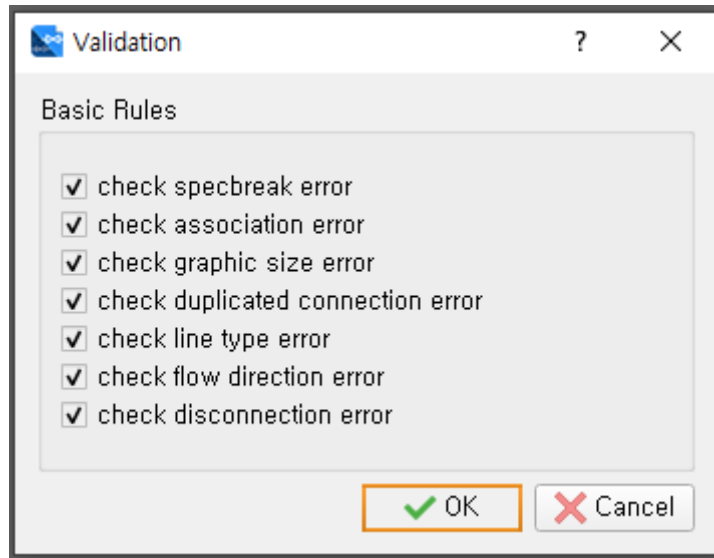 Validation
Basic Rules
check specbreak error
check association error
check graphic size error
check duplicated connection error
check line type error
check flow direction error
check disconnection error
OK
Cancel